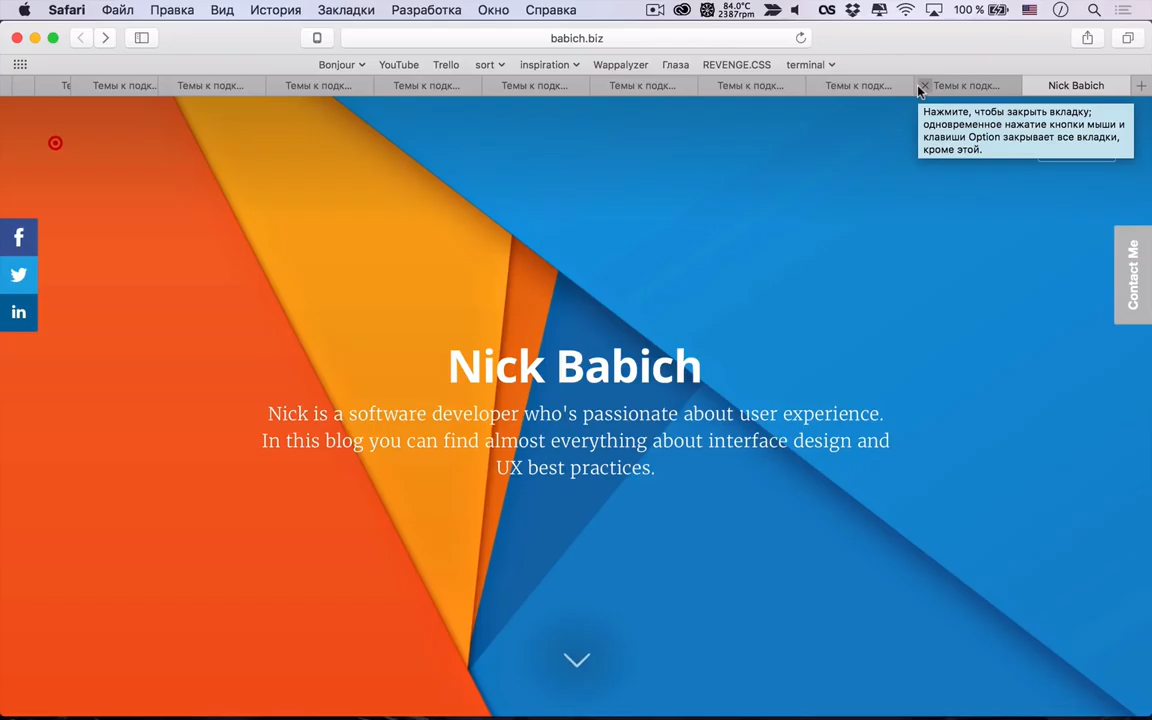 Safari Файл Правка Вид История Закладки Разработка Окно Справка 84.0°C 2387rpm 100 %
babich.biz
Bonjour YouTube Trello sort inspiration Wappalyzer Глаза REVENGE.CSS terminal
Те Темы к подк... Темы к подк... Темы к подк... Темы к подк... Темы к подк... Темы к подк... Темы к подк... Темы к подк... Темы к подк... Nick Babich
Нажмите, чтобы закрыть вкладку;
одновременное нажатие кнопки мыши и
клавиши Option закрывает все вкладки,
кроме этой.
Contact Me
Nick Babich
Nick is a software developer who's passionate about user experience.
In this blog you can find almost everything about interface design and
UX best practices.